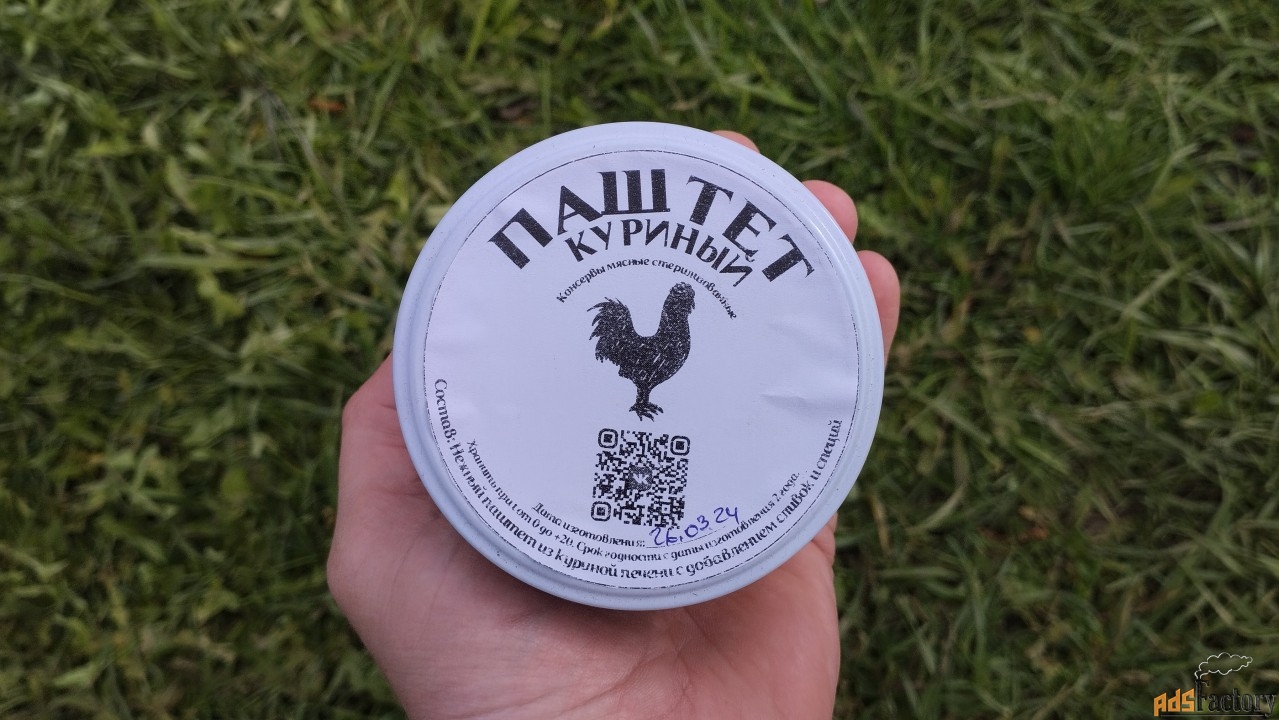 ПАШТЕТ
КУРИНЫЙ
Консервы мясные стерилизованные
26.03.24
Дата изготовления:
Хранить при t от 0 до +20. Срок годности с даты изготовления 2 года.
Состав: Нежный паштет из куриной печени с добавлением сливок и специй
AdsFactory